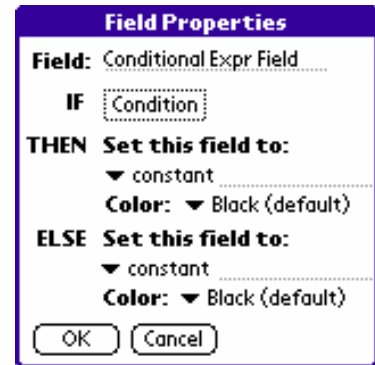 Field Properties
Field: Conditional Expr Field
IF Condition
THEN Set this field to:
constant
Color: Black (default)
ELSE Set this field to:
constant
Color: Black (default)
OK Cancel